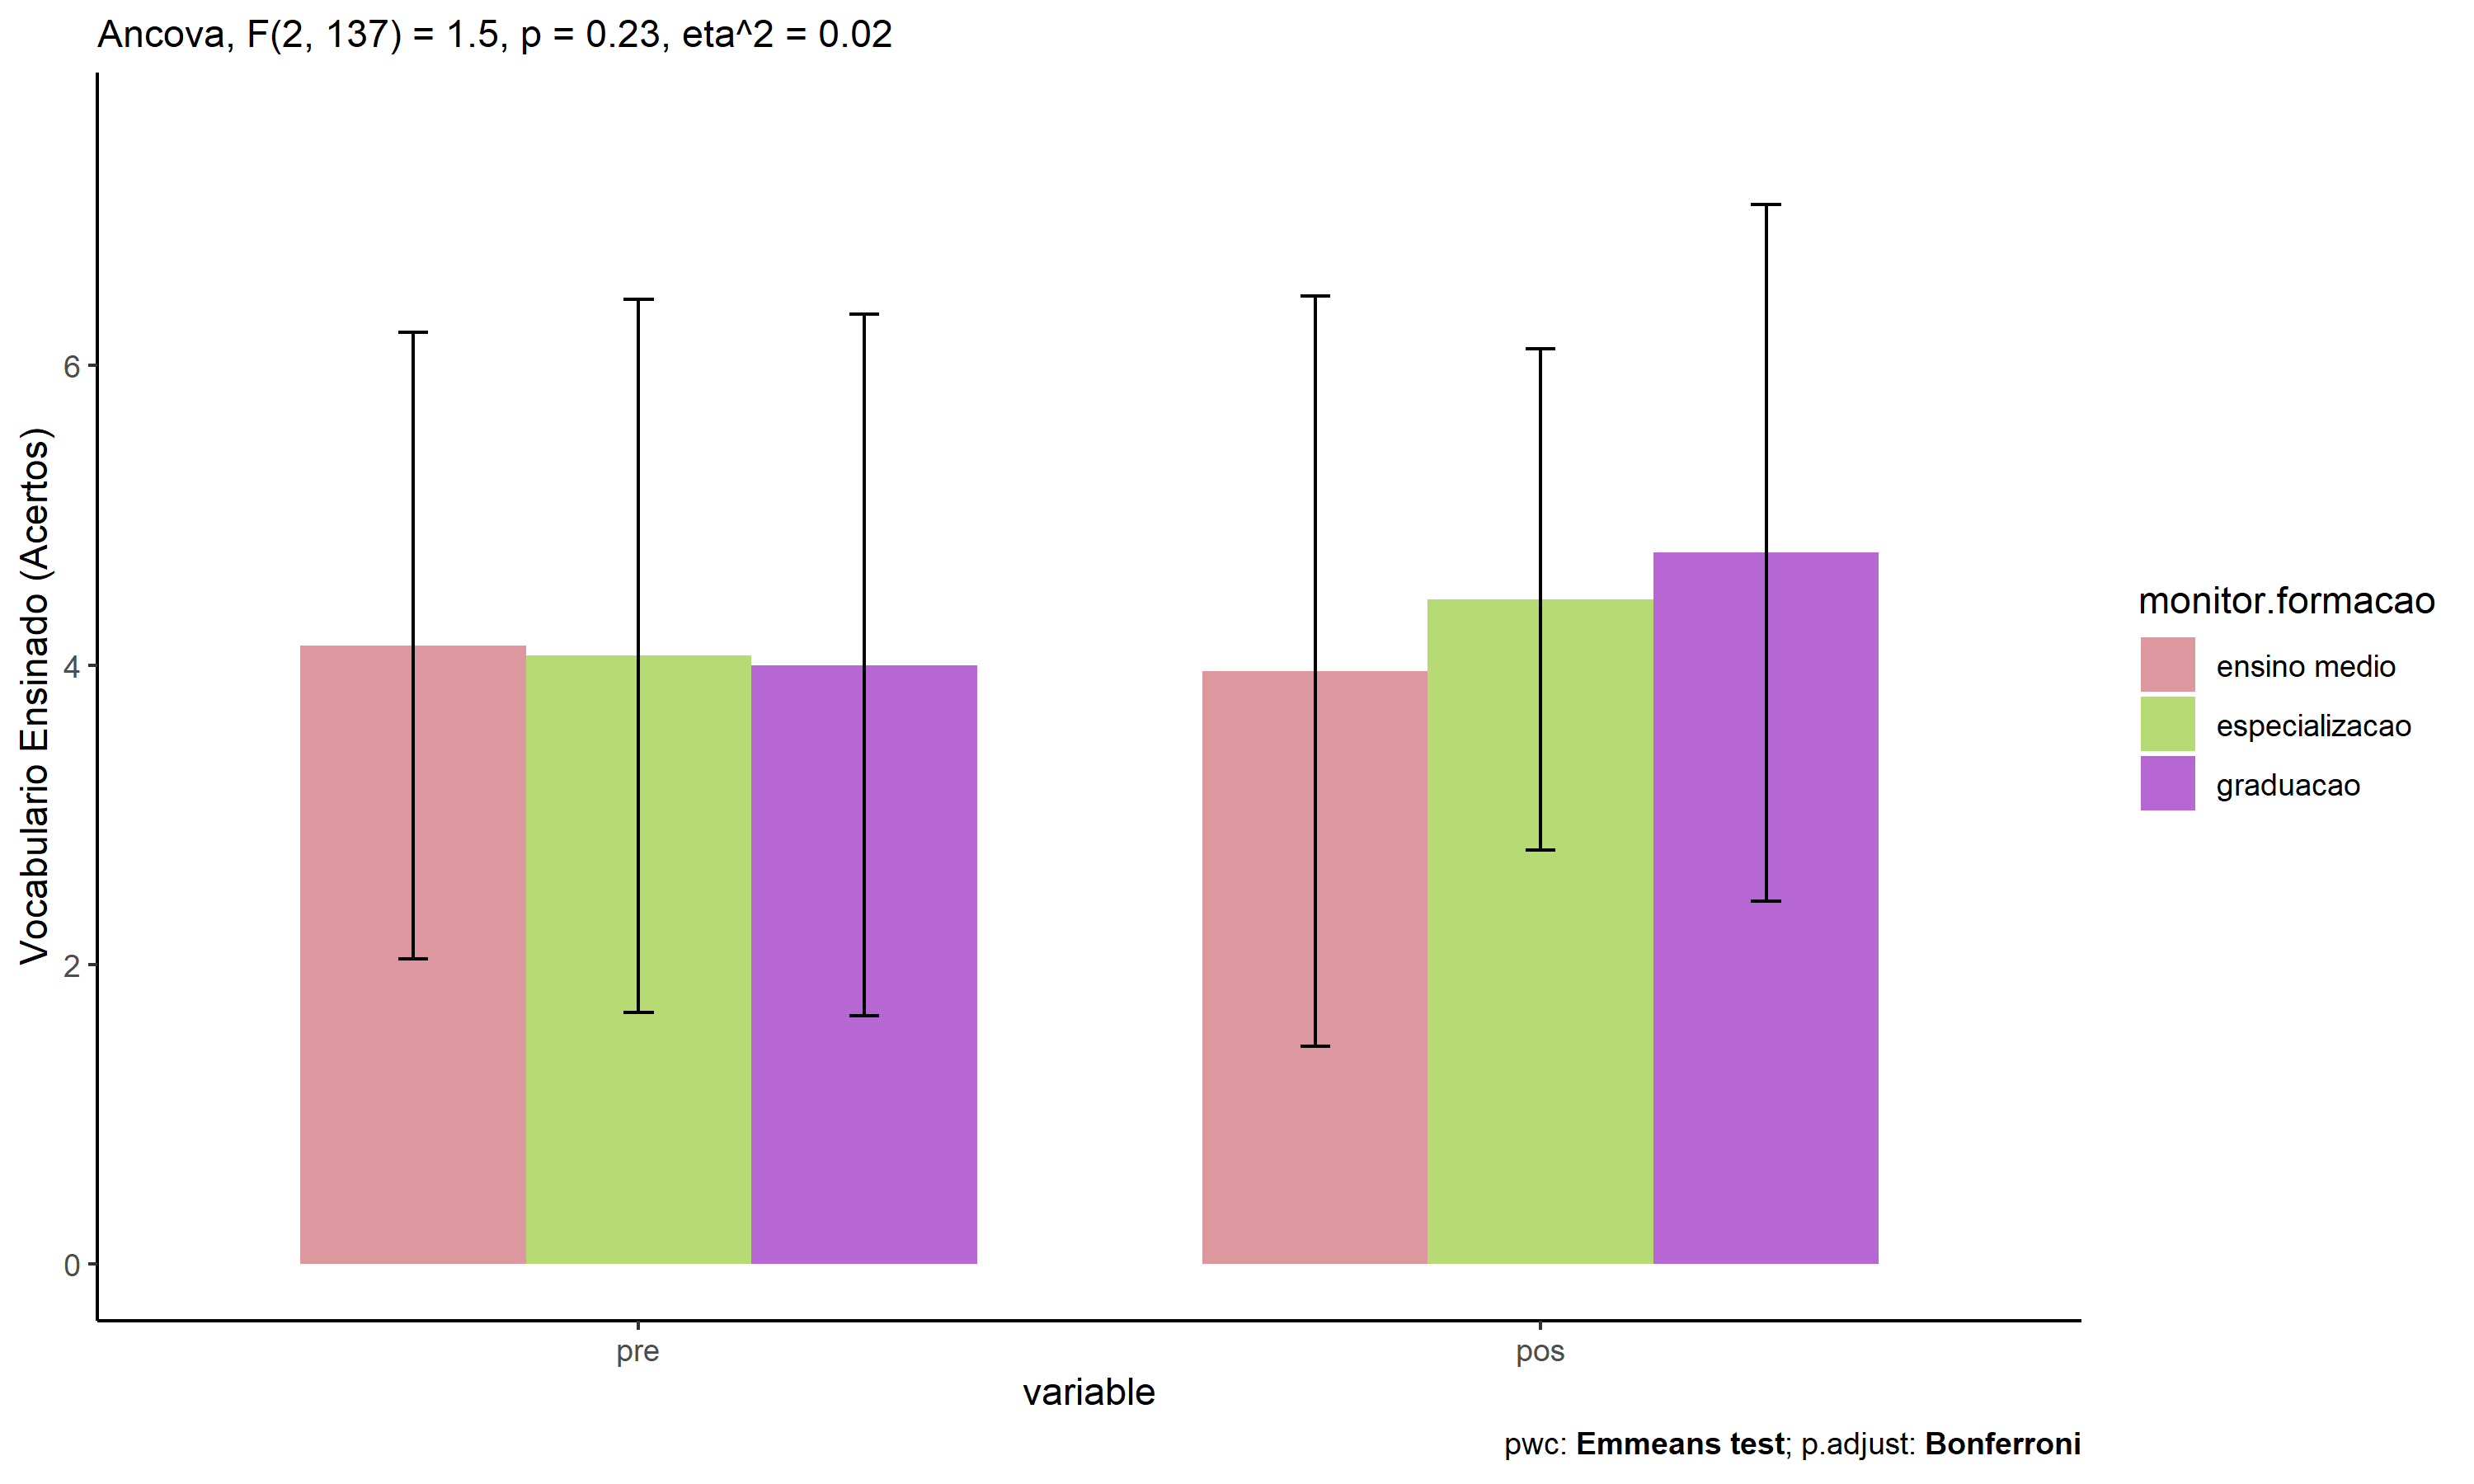 Ancova, F(2, 137) = 1.5, p = 0.23, eta^2 = 0.02
Vocabulario Ensinado (Acertos)
6
4
2
0
pre
pos
variable
monitor.formacao
ensino medio
especializacao
graduacao
pwc: Emmeans test; p.adjust: Bonferroni